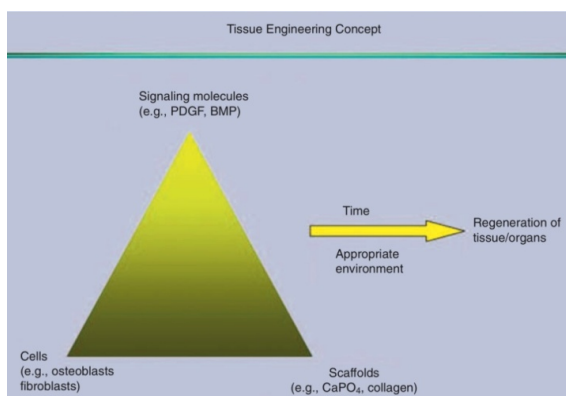 Tissue Engineering Concept
Signaling molecules
(e.g., PDGF, BMP)
Time
Appropriate
environment
Regeneration of
tissue/organs
Cells
(e.g., osteoblasts
fibroblasts)
Scaffolds
(e.g., CaPO₄, collagen)